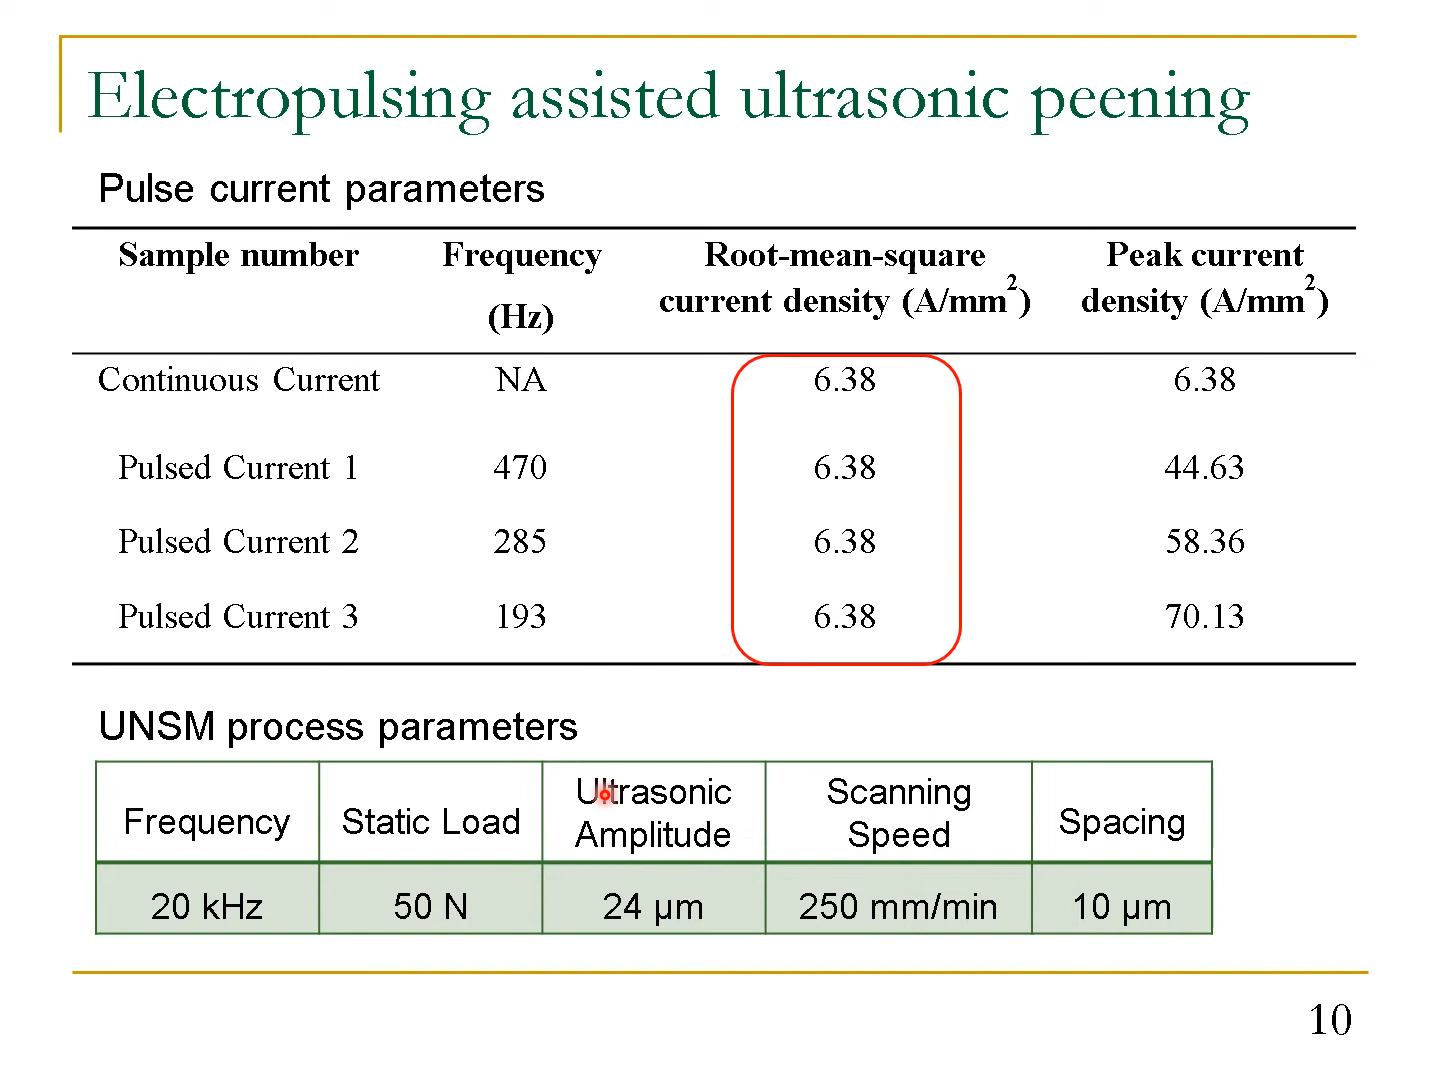 Electropulsing assisted ultrasonic peening
Pulse current parameters
Sample number Frequency (Hz) Root-mean-square current density (A/mm²) Peak current density (A/mm²)
Continuous Current NA 6.38 6.38
Pulsed Current 1 470 6.38 44.63
Pulsed Current 2 285 6.38 58.36
Pulsed Current 3 193 6.38 70.13
UNSM process parameters
Frequency Static Load Ultrasonic Amplitude Scanning Speed Spacing
20 kHz 50 N 24 µm 250 mm/min 10 µm
10